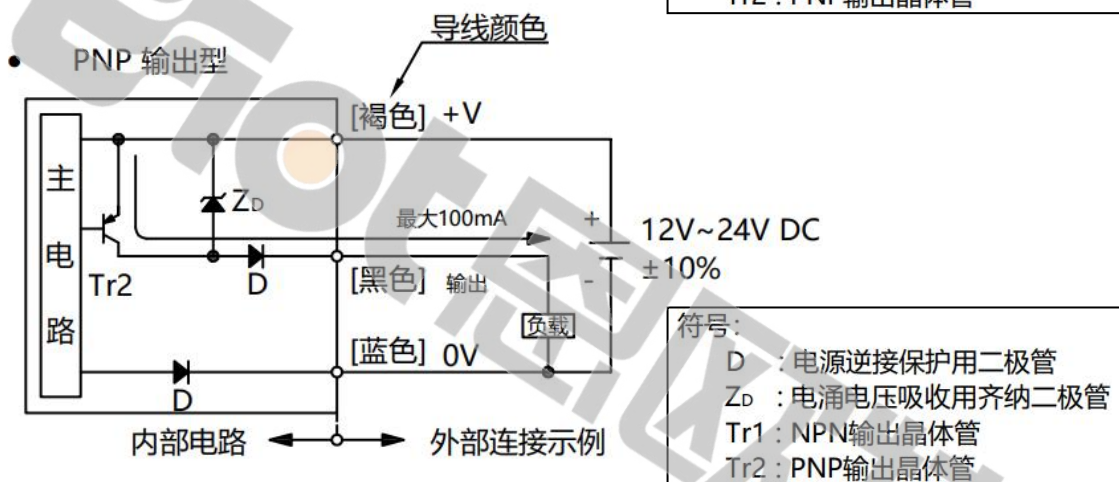 Tr2 : PNP输出晶体管
导线颜色
• PNP 输出型
[褐色] +V
主电路
ZD
最大100mA
+
12V~24V DC
±10%
-
Tr2
D
[黑色] 输出
负载
[蓝色] 0V
D
内部电路
外部连接示例
符号:
D : 电源逆接保护用二极管
ZD : 电涌电压吸收用齐纳二极管
Tr1 : NPN输出晶体管
Tr2 : PNP输出晶体管